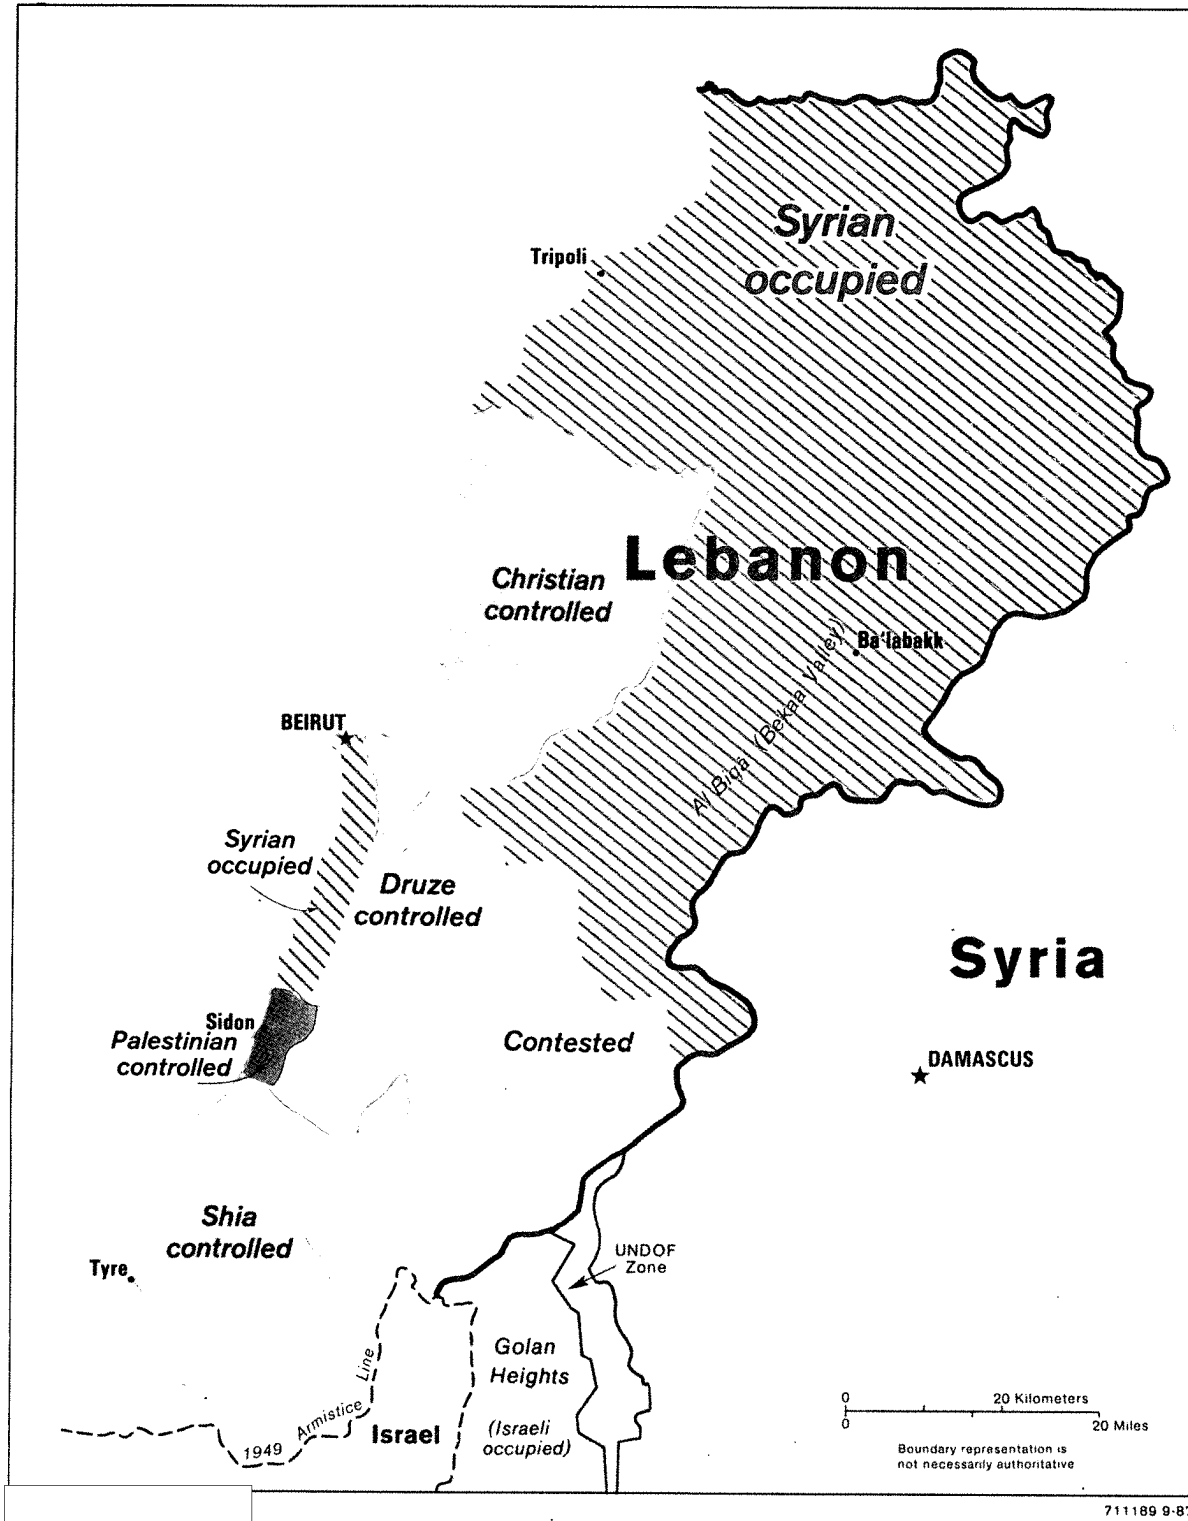 Syrian
occupied
Tripoli
Lebanon
Christian
controlled
Ba'labakk
Al Biqā' (Bekaa Valley)
BEIRUT
Syrian
occupied
Druze
controlled
Syria
Sidon
Palestinian
controlled
Contested
DAMASCUS
Shia
controlled
UNDOF
Zone
Tyre
Golan
Heights
(Israeli
occupied)
1949 Armistice Line
Israel
0 20 Kilometers
0 20 Miles
Boundary representation is
not necessarily authoritative
711189 9-87